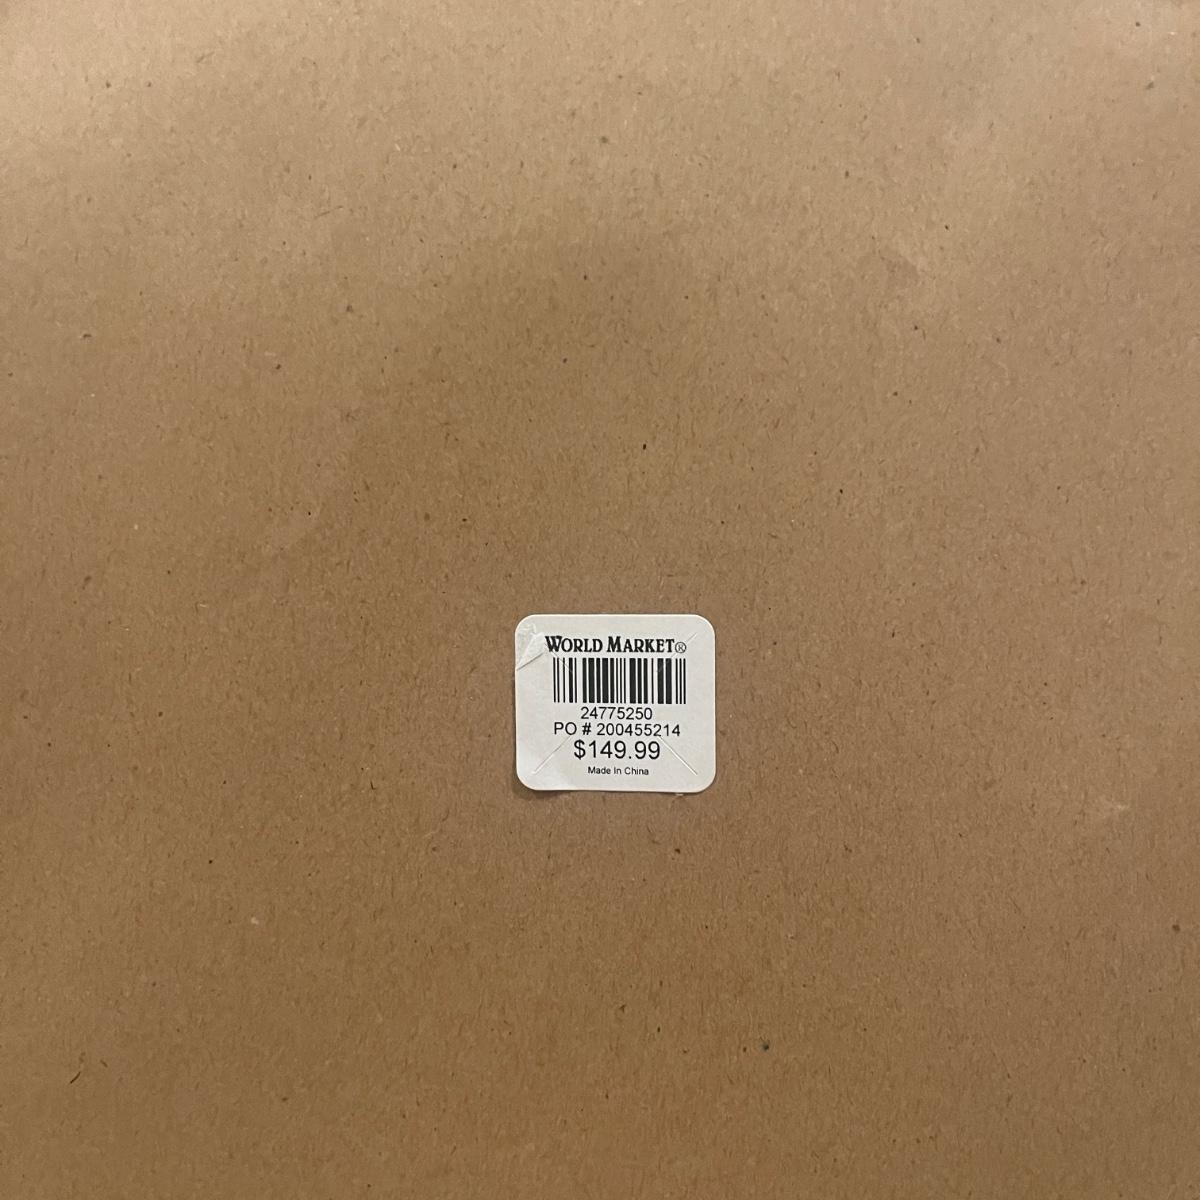 WORLD MARKET®
24775250
PO # 200455214
$149.99
Made In China